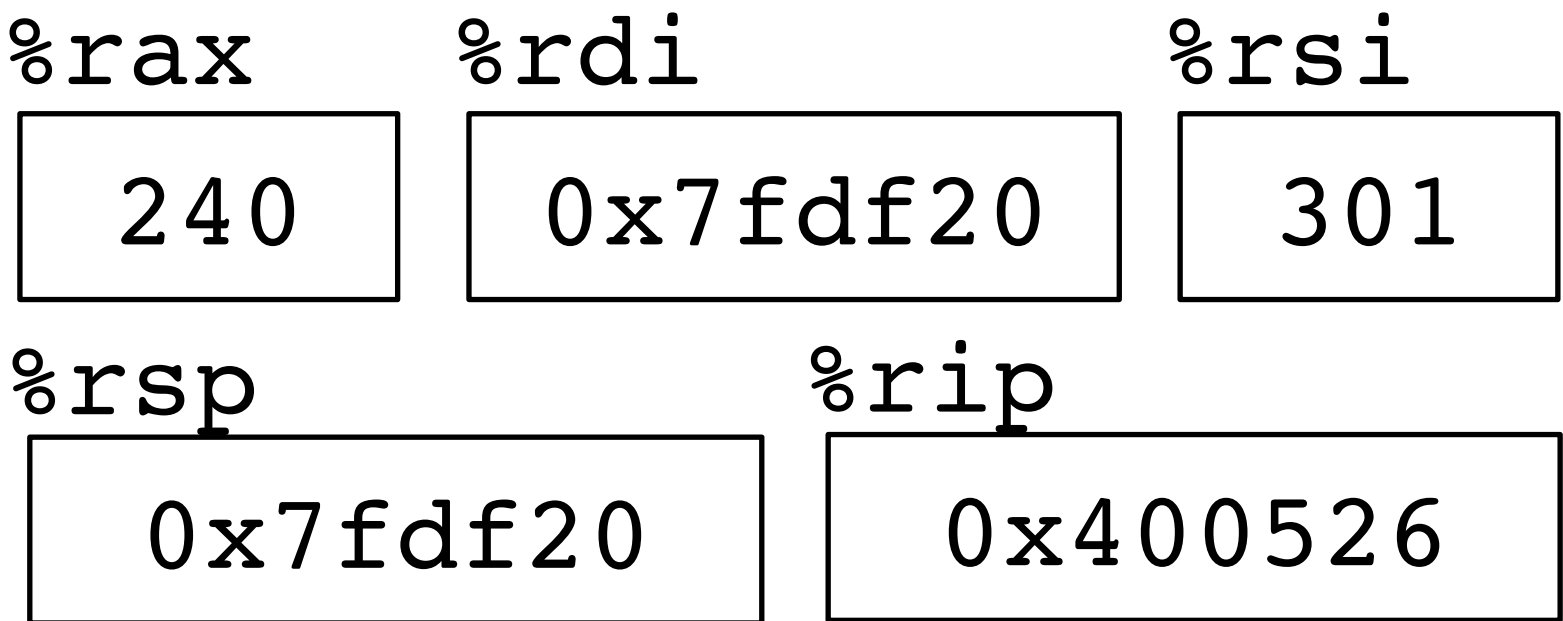 %rax %rdi %rsi
240 0x7fdf20 301
%rsp %rip
0x7fdf20 0x400526